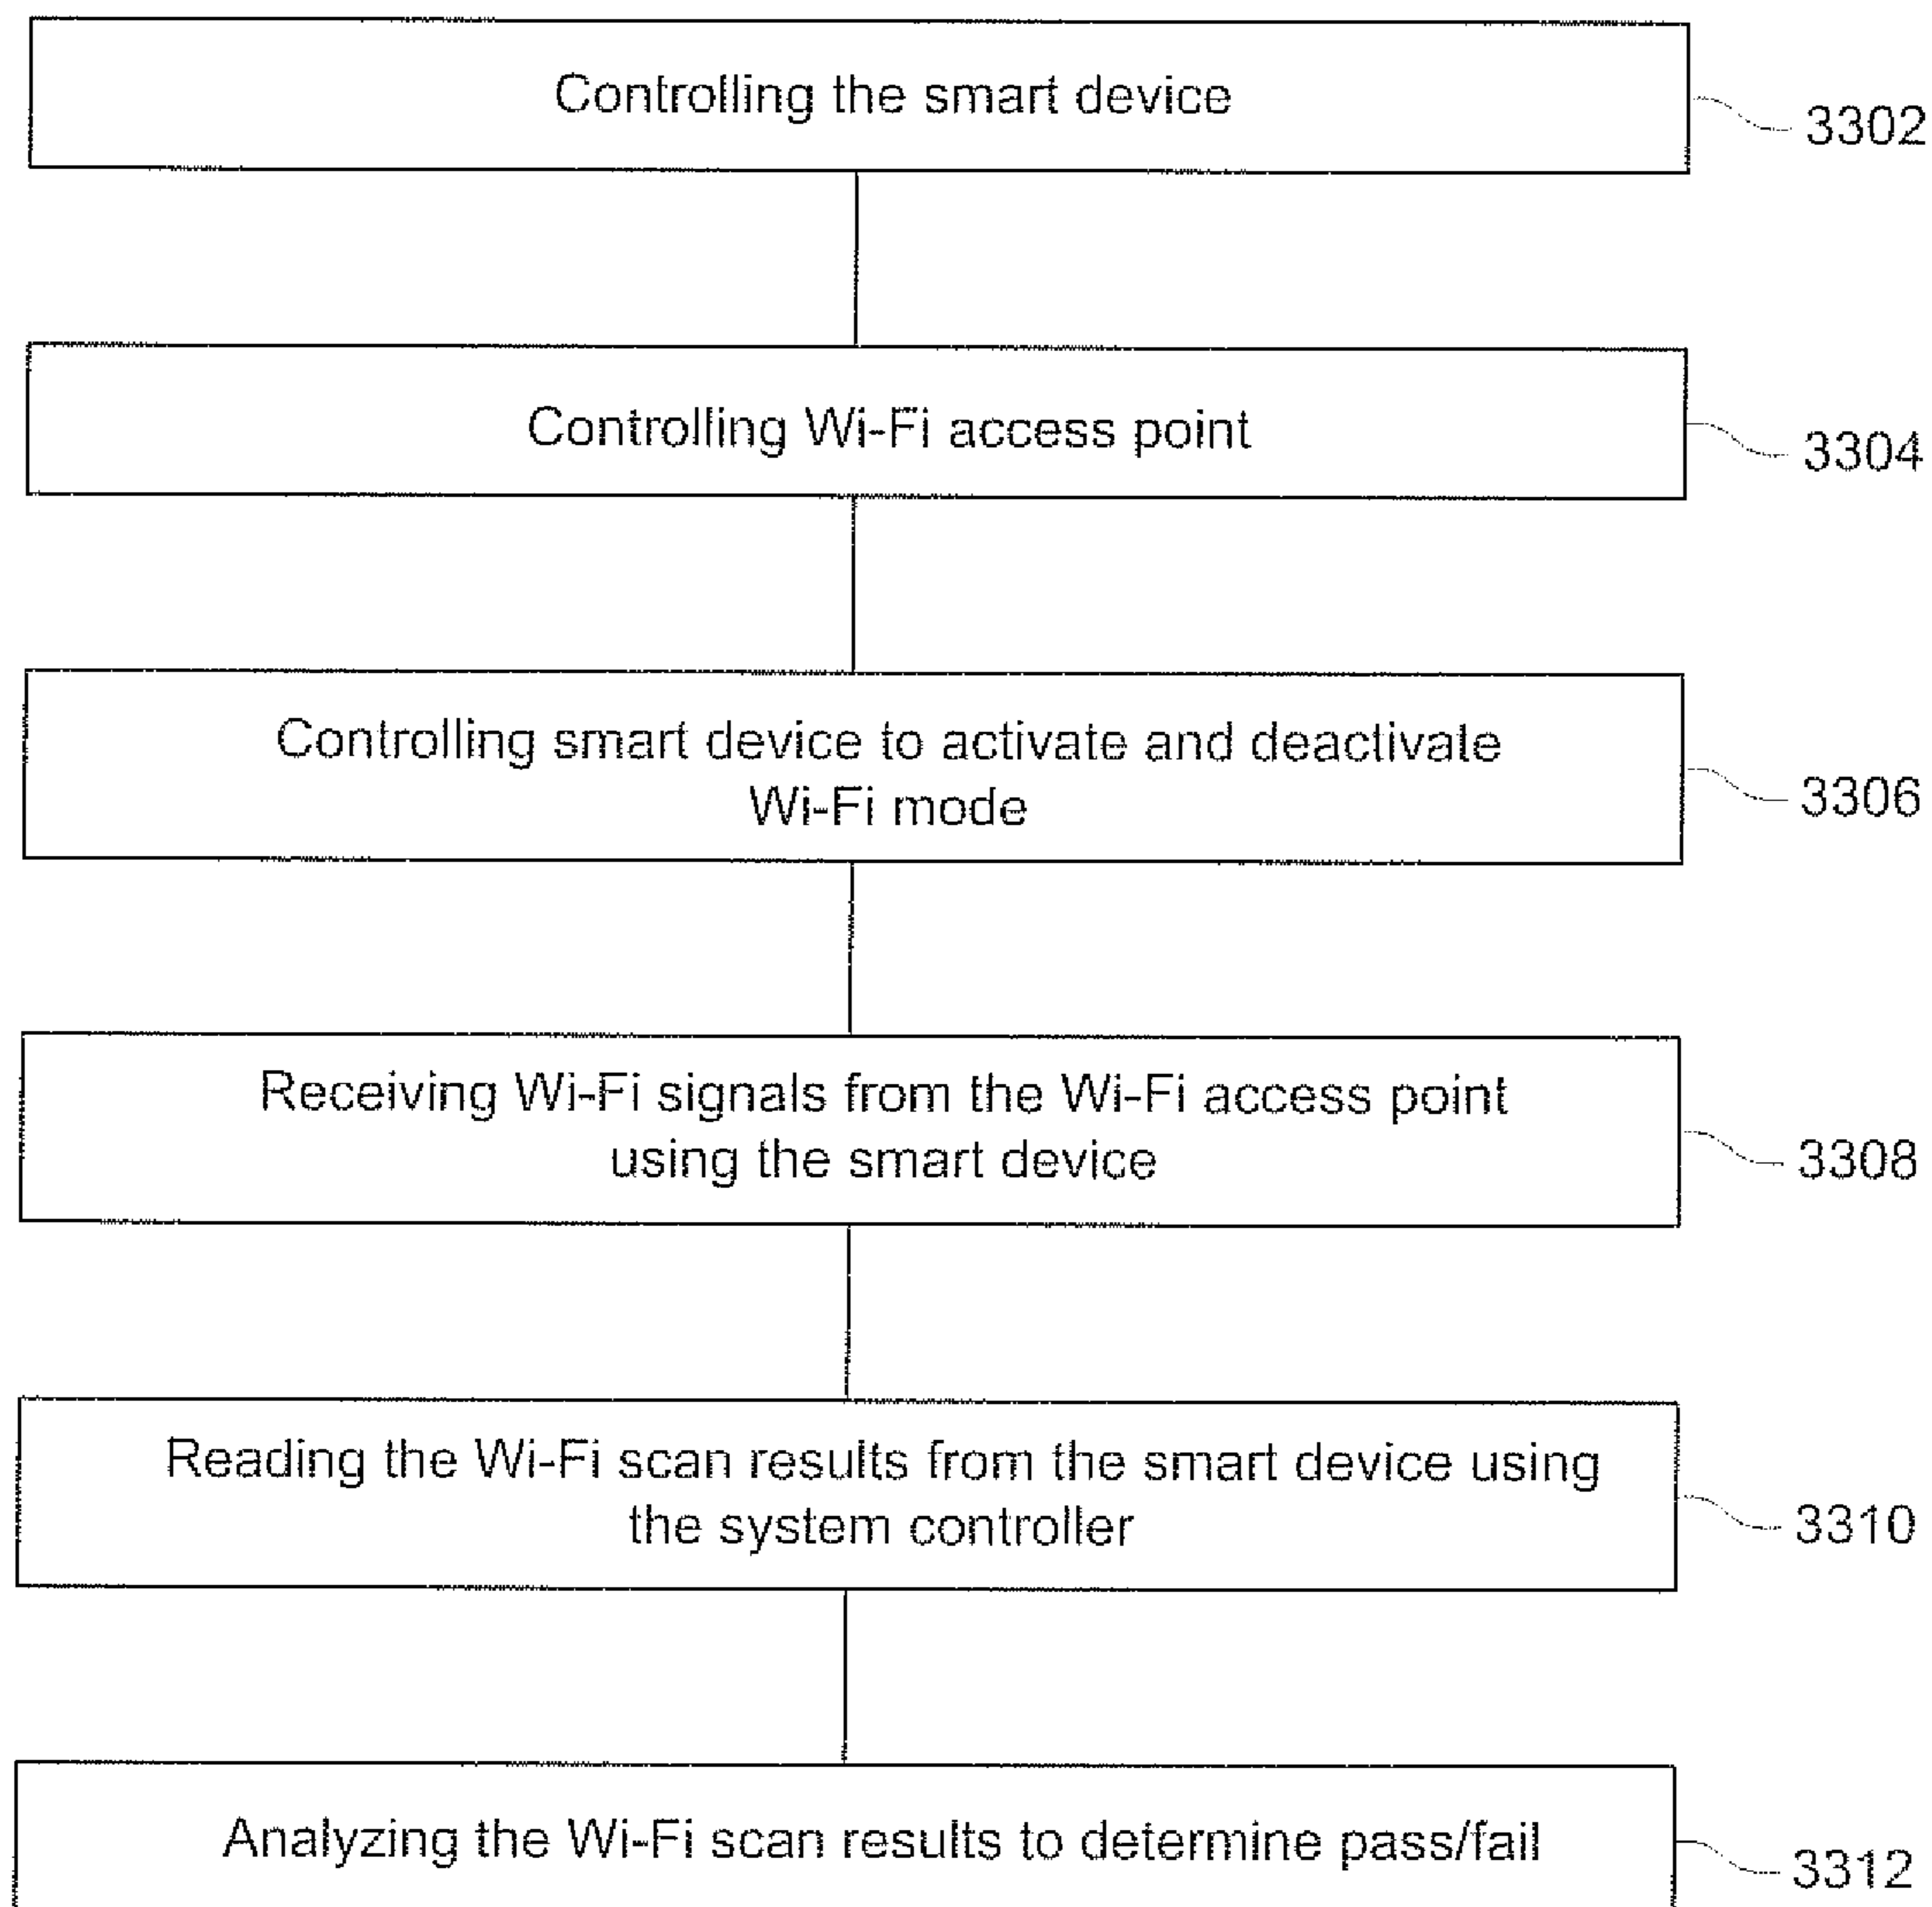 Controlling the smart device
3302
Controlling Wi-Fi access point
3304
Controlling smart device to activate and deactivate
Wi-Fi mode
3306
Receiving Wi-Fi signals from the Wi-Fi access point
using the smart device
3308
Reading the Wi-Fi scan results from the smart device using
the system controller
3310
Analyzing the Wi-Fi scan results to determine pass/fail
3312